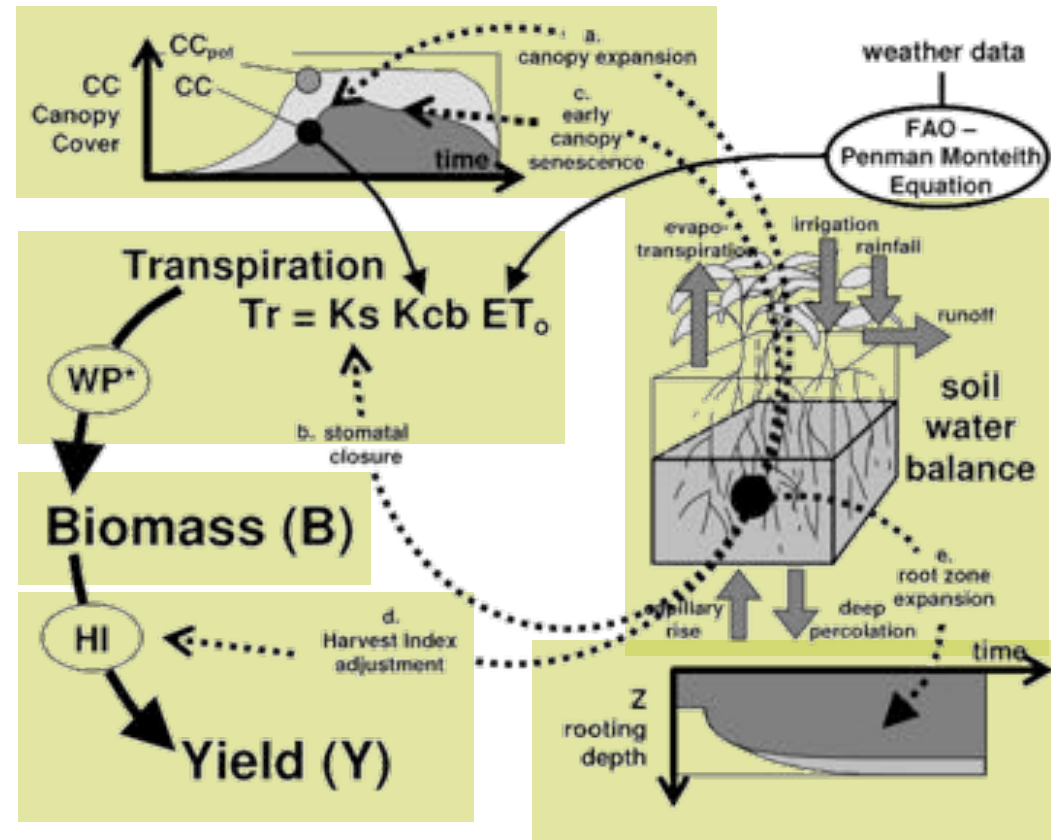 CCpot
CC
CC
Canopy
Cover
time
a.
canopy expansion
c.
early
canopy
senescence
weather data
FAO –
Penman Monteith
Equation
Transpiration
Tr = Ks Kcb ETo
WP*
b. stomatal
closure
Biomass (B)
HI
d.
Harvest Index
adjustment
Yield (Y)
evapo-
transpiration
irrigation
rainfall
runoff
soil
water
balance
capillary
rise
deep
percolation
e.
root zone
expansion
time
Z
rooting
depth